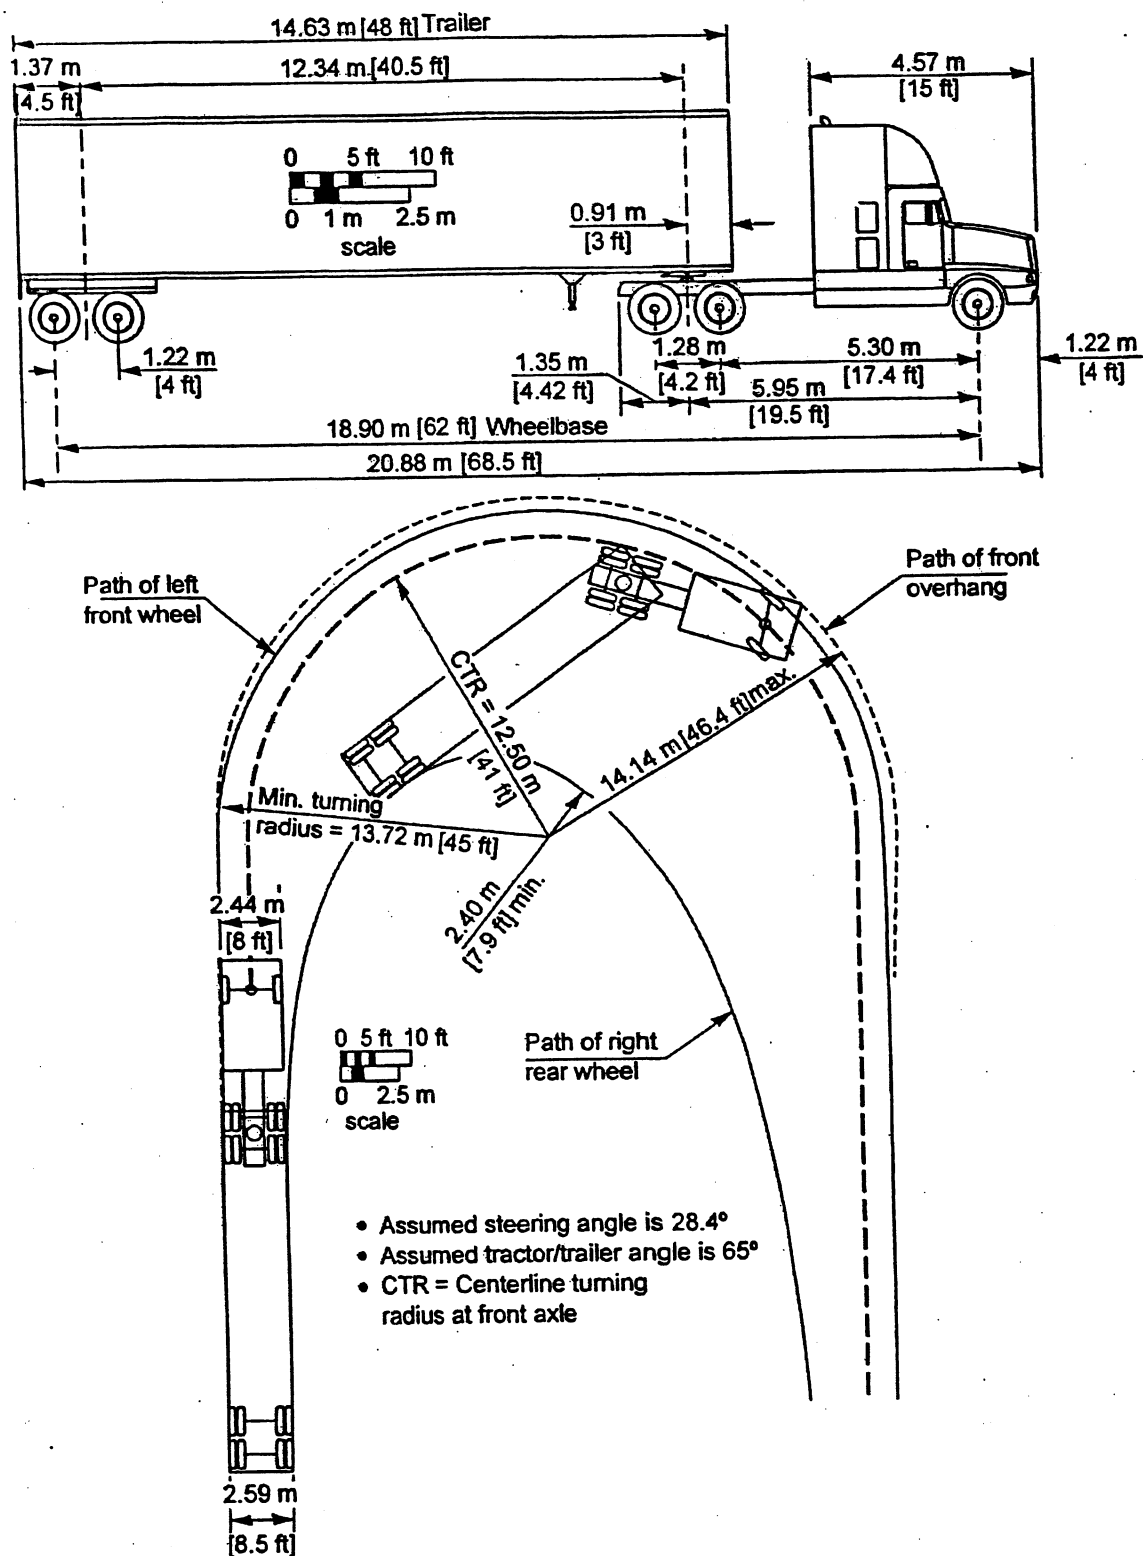 14.63 m [48 ft] Trailer
1.37 m
[4.5 ft]
12.34 m [40.5 ft]
4.57 m
[15 ft]
0 5 ft 10 ft
0 1 m 2.5 m
scale
0.91 m
[3 ft]
1.22 m
[4 ft]
1.35 m
[4.42 ft]
1.28 m
[4.2 ft]
5.30 m
[17.4 ft]
1.22 m
[4 ft]
5.95 m
[19.5 ft]
18.90 m [62 ft] Wheelbase
20.88 m [68.5 ft]
Path of left
front wheel
Path of front
overhang
CTR = 12.50 m
[41 ft]
14.14 m [46.4 ft] max.
Min. turning
radius = 13.72 m [45 ft]
2.40 m
[7.9 ft] min.
2.44 m
[8 ft]
0 5 ft 10 ft
0 2.5 m
scale
Path of right
rear wheel
• Assumed steering angle is 28.4º
• Assumed tractor/trailer angle is 65º
• CTR = Centerline turning
radius at front axle
2.59 m
[8.5 ft]